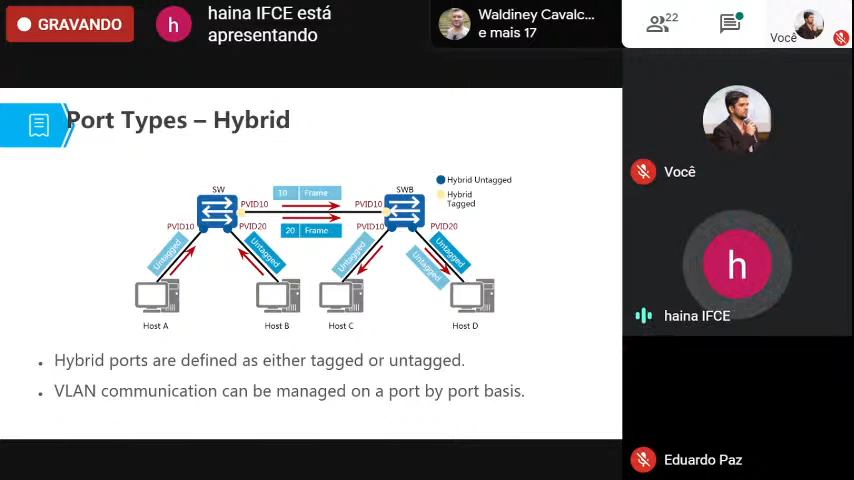 GRAVANDO
h
haina IFCE está
apresentando
Waldiney Cavalc...
e mais 17
22
Você
Port Types – Hybrid
SW
SWB
Hybrid Untagged
Hybrid
Tagged
10 Frame
PVID10
PVID10
20 Frame
PVID10
PVID20
PVID10
PVID20
Untagged
Untagged
Untagged
Untagged
Untagged
Host A
Host B
Host C
Host D
• Hybrid ports are defined as either tagged or untagged.
• VLAN communication can be managed on a port by port basis.
Você
h
haina IFCE
Eduardo Paz